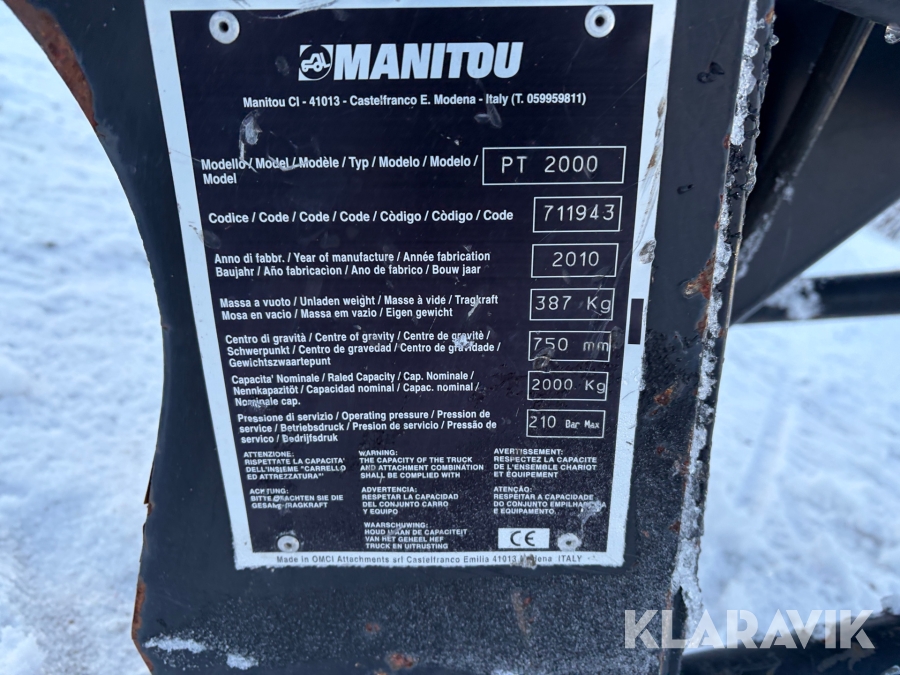 MANITOU
Manitou CI - 41013 - Castelfranco E. Modena - Italy (T. 059959811)
Modello / Model / Modèle / Typ / Modelo / Modelo /
Model
PT 2000
Codice / Code / Code / Code / Còdigo / Còdigo / Code
711943
Anno di fabbr. / Year of manufacture / Année fabrication
Baujahr / Año fabricacion / Ano de fabrico / Bouw jaar
2010
Massa a vuoto / Unladen weight / Masse à vide / Tragkraft
Mosa en vacio / Massa em vazio / Eigen gewicht
387 Kg
Centro di gravità / Centre of gravity / Centre de gravitè /
Schwerpunkt / Centro de gravedad / Centro de gravidade /
Gewichtszwaartepunt
750 mm
Capacita' Nominale / Raled Capacity / Cap. Nominale /
Nennkapazitöt / Capacidad nominal / Capac. nominal /
Nominale cap.
2000 Kg
Pressione di servizio / Operating pressure / Pression de
service / Betriebsdruck / Presion de servicio / Pressão de
servico / Bedrijfsdruk
210 Bar Max
ATTENZIONE:
RISPETTATE LA CAPACITA'
DELL'INSIEME "CARRELLO
ED ATTREZZATURA"
WARNING:
THE CAPACITY OF THE TRUCK
AND ATTACHMENT COMBINATION
SHALL BE COMPLIED WITH
AVERTISSEMENT:
RESPECTEZ LA CAPACITE
DE L'ENSEMBLE CHARIOT
ET EQUIPEMENT
ACHTUNG:
BITTE BEACHTEN SIE DIE
GESAMTTRAGKRAFT
ADVERTENCIA:
RESPETAR LA CAPACIDAD
DEL CONJUNTO CARRO
Y EQUIPO
ATENÇÃO:
RESPEITAR A CAPACIDADE
DO CONJUNTO EMPILHADORA
E EQUIPAMENTO
WAARSCHUWING:
HOUD U AAN DE CAPACITEIT
VAN HET GEHEEL HEF
TRUCK EN UITRUSTING
CE
Made in OMCI Attachments srl Castelfranco Emilia 41013 Modena ITALY
KLARAVIK